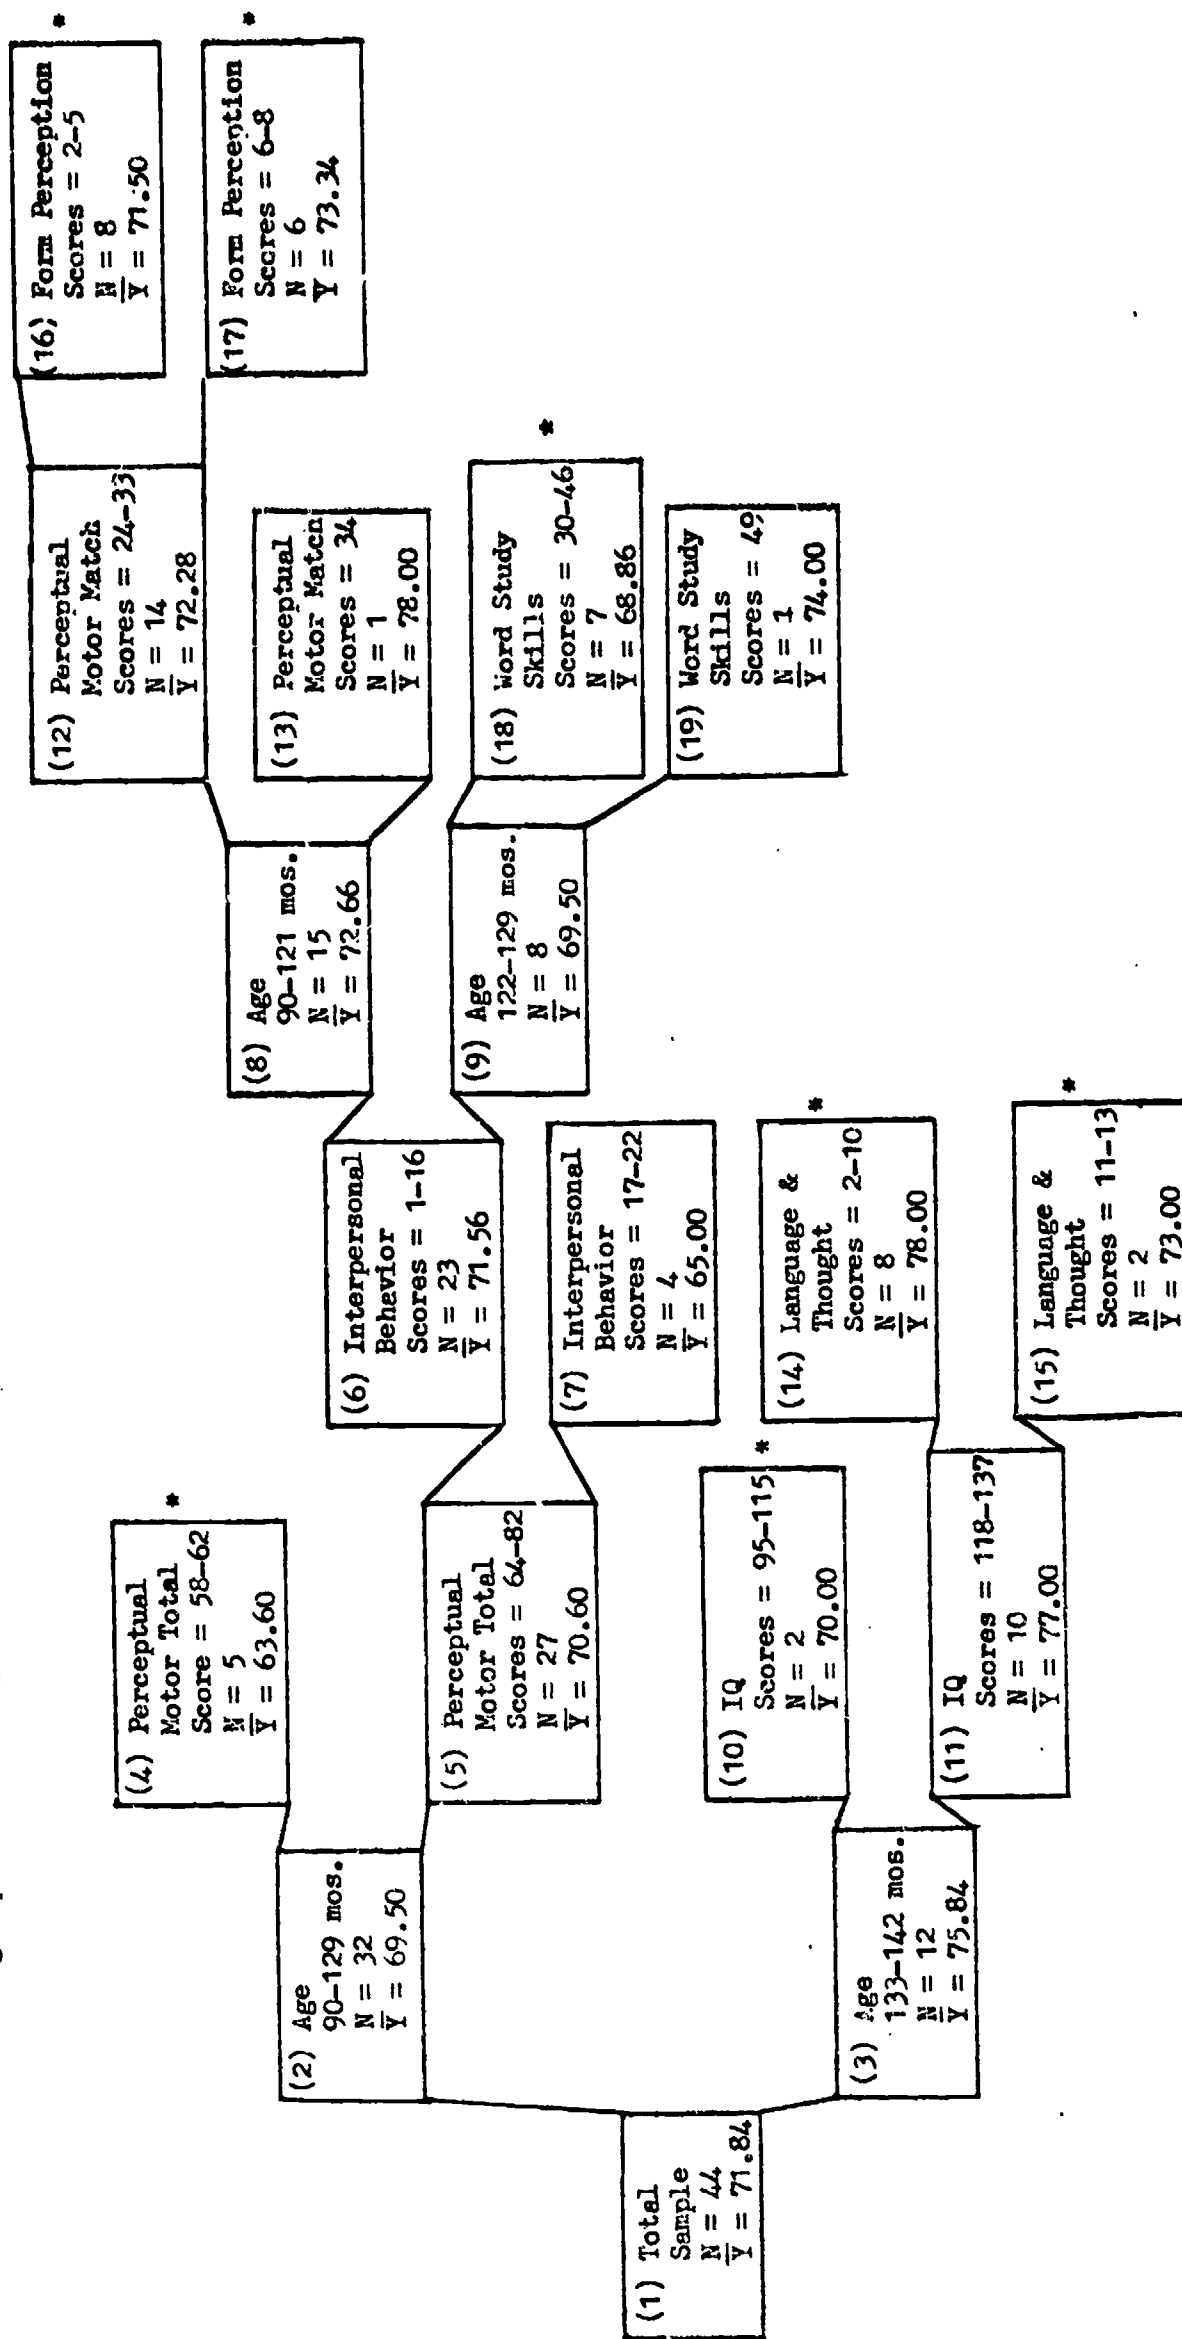 (1) Total
Sample
N = 44
Y = 71.84
(2) Age
90-129 mos.
N = 32
Y = 69.50
(3) Age
133-142 mos.
N = 12
Y = 75.84
(4) Perceptual
Motor Total
Score = 58-62
N = 5
Y = 63.60
*
(5) Perceptual
Motor Total
Scores = 64-82
N = 27
Y = 70.60
(6) Interpersonal
Behavior
Scores = 1-16
N = 23
Y = 71.56
(7) Interpersonal
Behavior
Scores = 17-22
N = 4
Y = 65.00
(8) Age
90-121 mos.
N = 15
Y = 72.66
(9) Age
122-129 mos.
N = 8
Y = 69.50
(10) IQ
Scores = 95-115
N = 2
Y = 70.00
*
(11) IQ
Scores = 118-137
N = 10
Y = 77.00
(12) Perceptual
Motor Match
Scores = 24-33
N = 14
Y = 72.28
(13) Perceptual
Motor Match
Scores = 34
N = 1
Y = 78.00
(14) Language &
Thought
Scores = 2-10
N = 8
Y = 78.00
*
(15) Language &
Thought
Scores = 11-13
N = 2
Y = 73.00
*
(16) Form Perception
Scores = 2-5
N = 8
Y = 71.50
*
(17) Form Perception
Scores = 6-8
N = 6
Y = 73.34
*
(18) Word Study
Skills
Scores = 30-46
N = 7
Y = 68.86
*
(19) Word Study
Skills
Scores = 49
N = 1
Y = 74.00